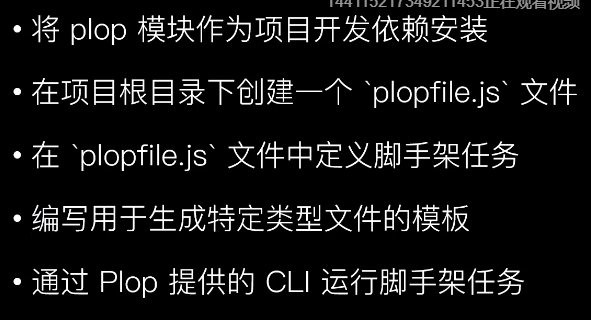 144115217349211453正在观看视频
• 将 plop 模块作为项目开发依赖安装
• 在项目根目录下创建一个 `plopfile.js` 文件
• 在 `plopfile.js` 文件中定义脚手架任务
• 编写用于生成特定类型文件的模板
• 通过 Plop 提供的 CLI 运行脚手架任务